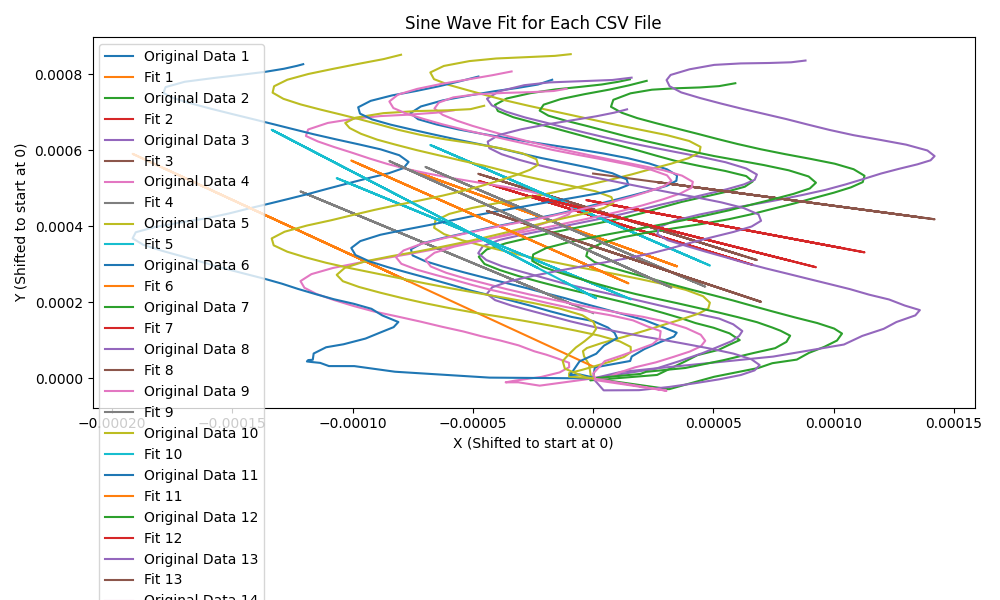 Sine Wave Fit for Each CSV File
Y (Shifted to start at 0)
0.0008
0.0006
0.0004
0.0002
0.0000
−0.00020
−0.00015
−0.00010
−0.00005
0.00000
0.00005
0.00010
0.00015
X (Shifted to start at 0)
Original Data 1
Fit 1
Original Data 2
Fit 2
Original Data 3
Fit 3
Original Data 4
Fit 4
Original Data 5
Fit 5
Original Data 6
Fit 6
Original Data 7
Fit 7
Original Data 8
Fit 8
Original Data 9
Fit 9
Original Data 10
Fit 10
Original Data 11
Fit 11
Original Data 12
Fit 12
Original Data 13
Fit 13
Original Data 14